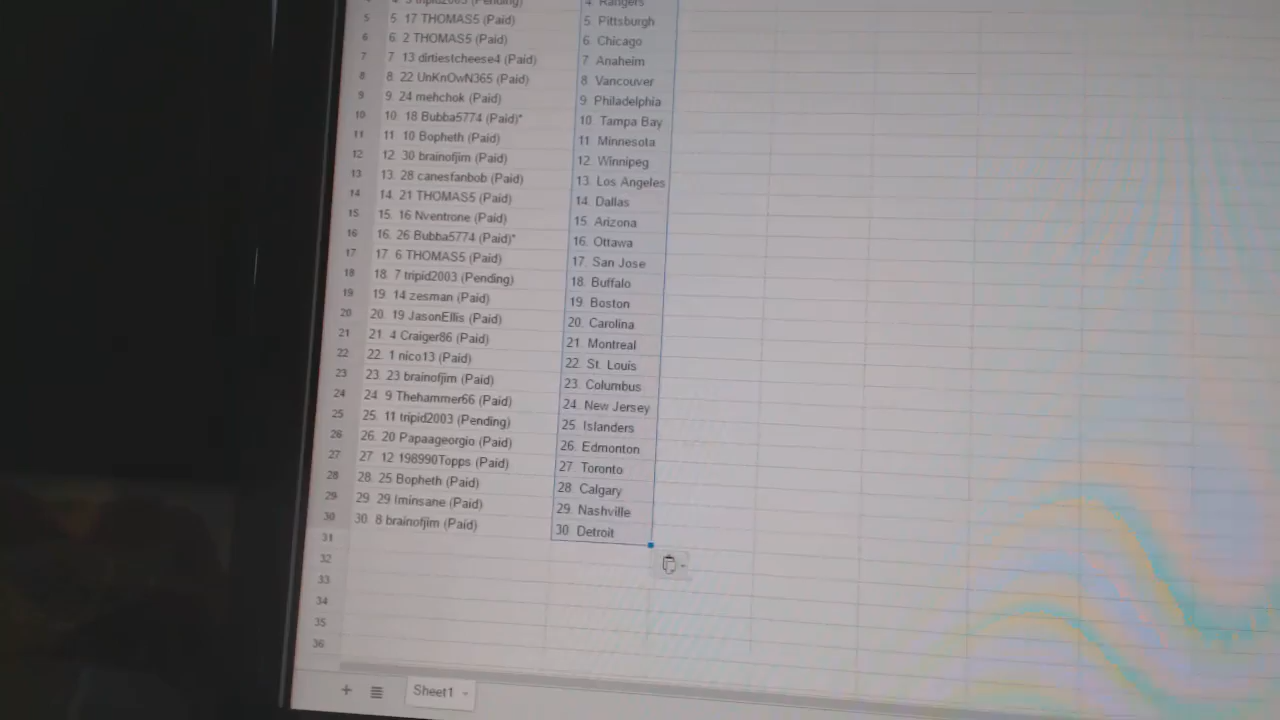 4 Rangers
5 5 17 THOMAS5 (Paid) 5 Pittsburgh
6 6. 2 THOMAS5 (Paid) 6 Chicago
7 7 13 dirtiestcheese4 (Paid) 7 Anaheim
8 8. 22 UnKnOwN365 (Paid) 8 Vancouver
9 9. 24 mehchok (Paid) 9 Philadelphia
10 10. 18 Bubba5774 (Paid)* 10 Tampa Bay
11 11 10 Bopheth (Paid) 11 Minnesota
12 12. 30 brainofjim (Paid) 12 Winnipeg
13 13. 28 canesfanbob (Paid) 13 Los Angeles
14 14. 21 THOMAS5 (Paid) 14 Dallas
15 15. 16 Nventrone (Paid) 15 Arizona
16 16. 26 Bubba5774 (Paid)* 16 Ottawa
17 17. 6 THOMAS5 (Paid) 17. San Jose
18 18. 7 tripid2003 (Pending) 18 Buffalo
19 19. 14 zesman (Paid) 19 Boston
20 20. 19 JasonEllis (Paid) 20. Carolina
21 21. 4 Craiger86 (Paid) 21. Montreal
22 22. 1 nico13 (Paid) 22 St. Louis
23 23. 23 brainofjim (Paid) 23. Columbus
24 24. 9 Thehammer66 (Paid) 24. New Jersey
25 25. 11 tripid2003 (Pending) 25 Islanders
26 26. 20 Papaageorgio (Paid) 26 Edmonton
27 27. 12 198990Topps (Paid) 27. Toronto
28 28. 25 Bopheth (Paid) 28 Calgary
29 29. 29 Iminsane (Paid) 29. Nashville
30 30. 8 brainofjim (Paid) 30 Detroit
31
32
33
34
35
36
Sheet1